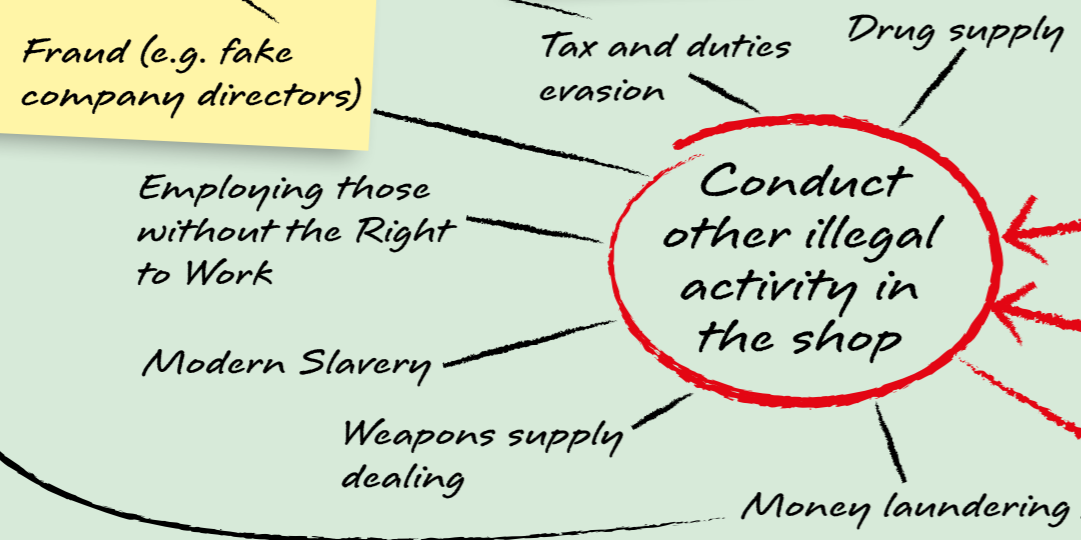 Fraud (e.g. fake
company directors)
Tax and duties
evasion
Drug supply
Employing those
without the Right
to Work
Conduct
other illegal
activity in
the shop
Modern Slavery
Weapons supply
dealing
Money laundering